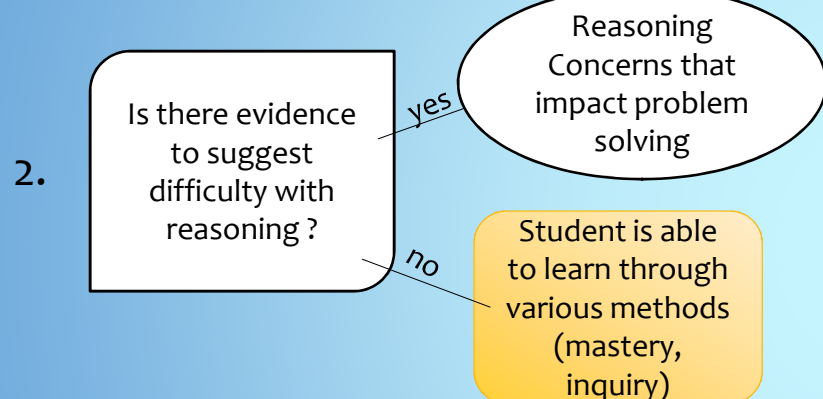 2.
Is there evidence
to suggest
difficulty with
reasoning ?
yes
Reasoning
Concerns that
impact problem
solving
no
Student is able
to learn through
various methods
(mastery,
inquiry)